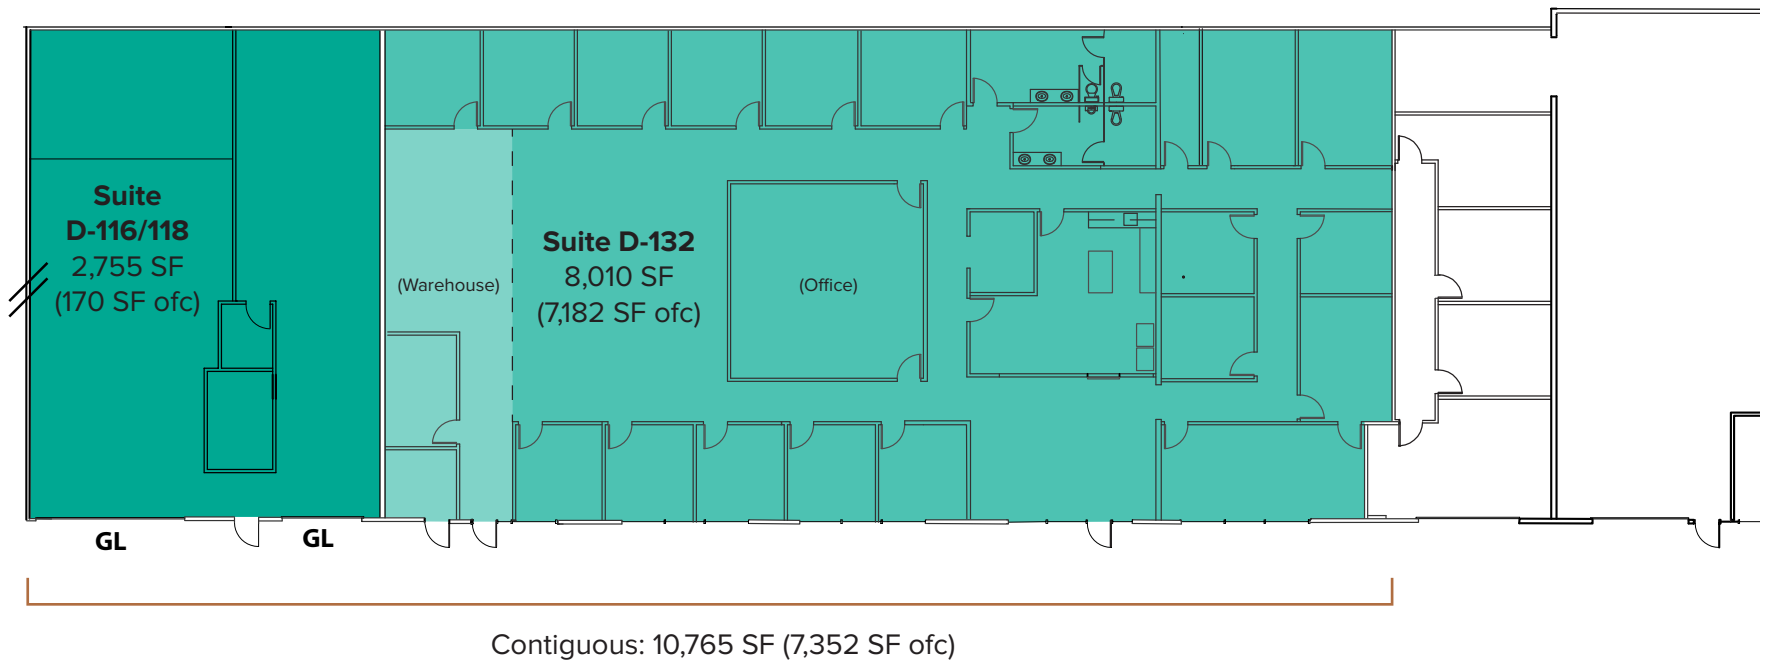 Suite
D-116/118
2,755 SF
(170 SF ofc)
(Warehouse)
Suite D-132
8,010 SF
(7,182 SF ofc)
(Office)
GL
GL
Contiguous: 10,765 SF (7,352 SF ofc)